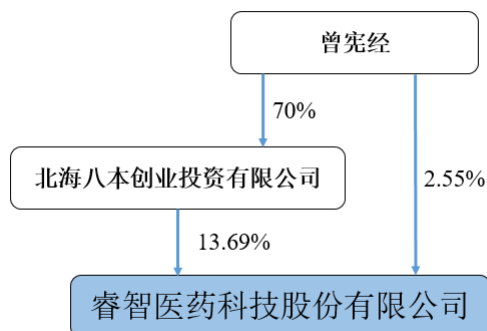 曾宪经
70%
北海八本创业投资有限公司
2.55%
13.69%
睿智医药科技股份有限公司